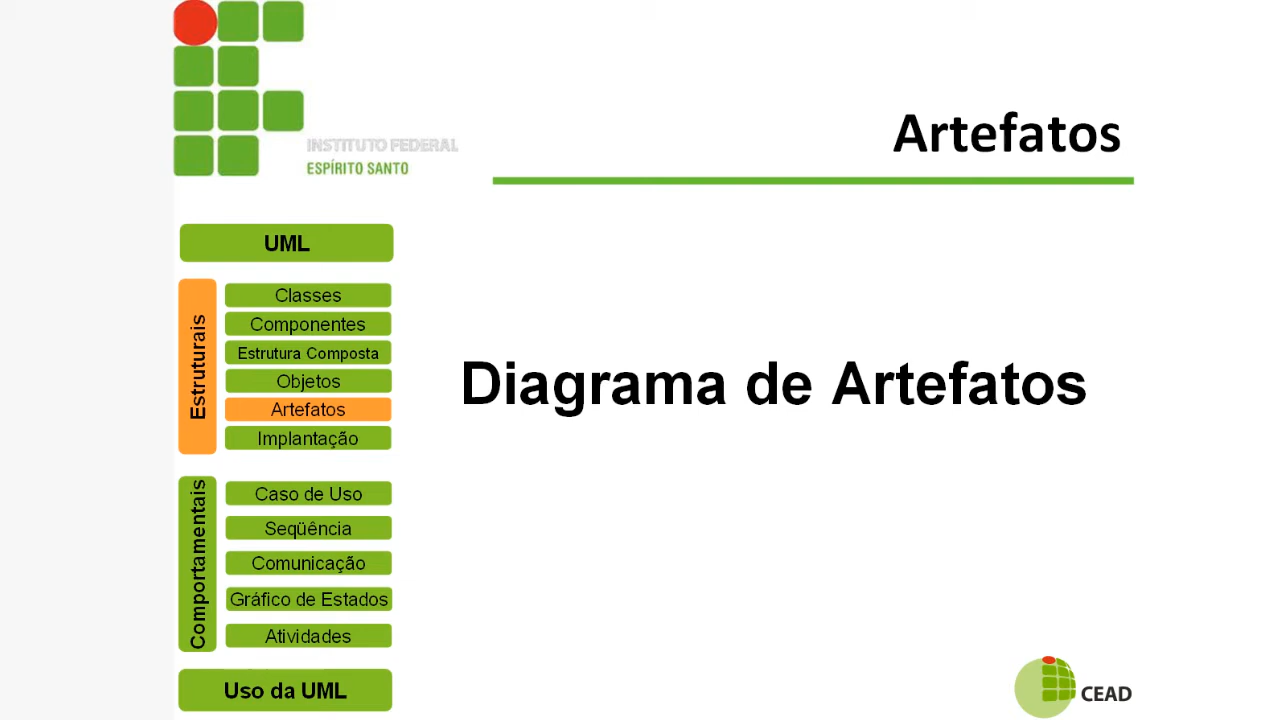 INSTITUTO FEDERAL
ESPÍRITO SANTO
Artefatos
UML
Estruturais
Classes
Componentes
Estrutura Composta
Objetos
Artefatos
Implantação
Diagrama de Artefatos
Comportamentais
Caso de Uso
Seqüência
Comunicação
Gráfico de Estados
Atividades
Uso da UML
CEAD